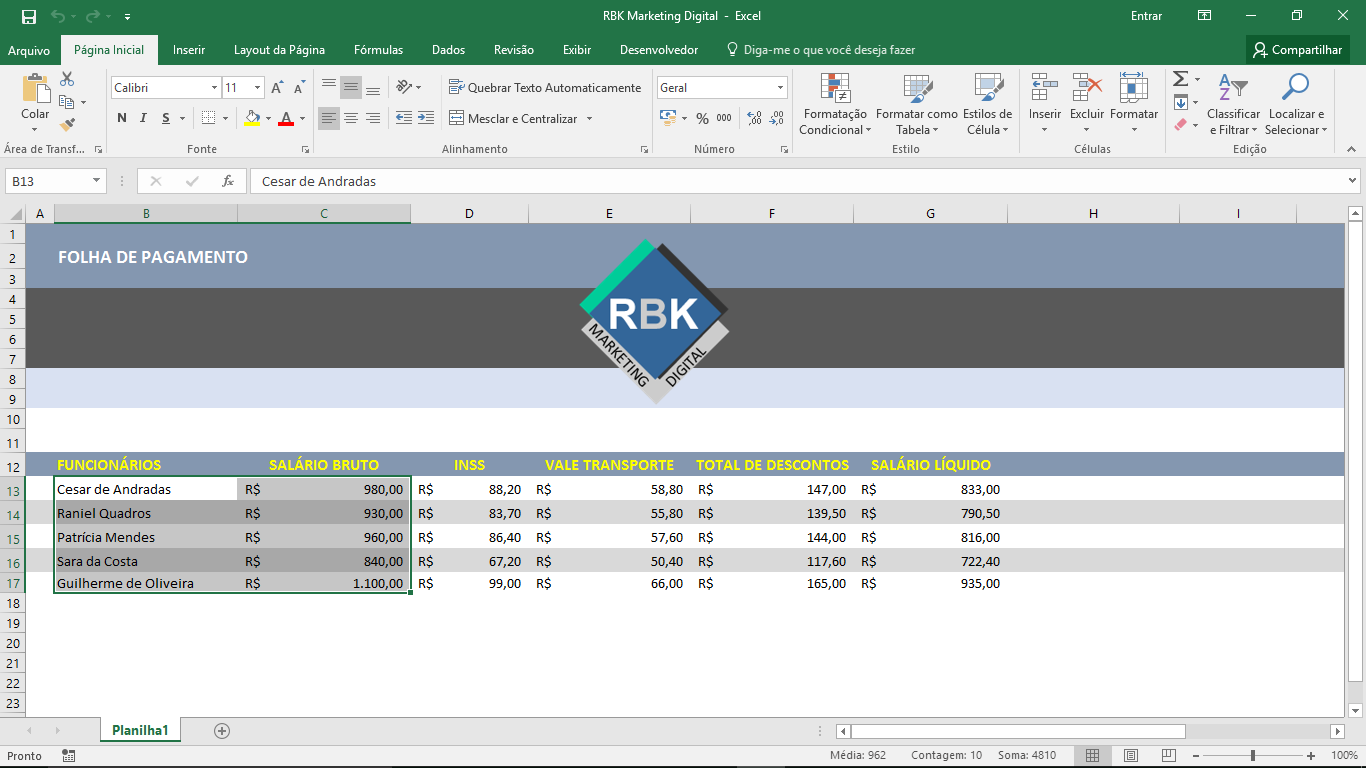 RBK Marketing Digital - Excel
Entrar
Arquivo Página Inicial Inserir Layout da Página Fórmulas Dados Revisão Exibir Desenvolvedor Diga-me o que você deseja fazer Compartilhar
Colar
Área de Transf...
Calibri 11
N I S
Fonte
Quebrar Texto Automaticamente
Mesclar e Centralizar
Alinhamento
Geral
% 000
Número
Formatação Condicional
Formatar como Tabela
Estilos de Célula
Estilo
Inserir Excluir Formatar
Células
Classificar e Filtrar
Localizar e Selecionar
Edição
B13 fx Cesar de Andradas
A B C D E F G H I
1
2 FOLHA DE PAGAMENTO
3
4
5
6
7
8
9
RBK
MARKETING DIGITAL
10
11
12 FUNCIONÁRIOS SALÁRIO BRUTO INSS VALE TRANSPORTE TOTAL DE DESCONTOS SALÁRIO LÍQUIDO
13 Cesar de Andradas R$ 980,00 R$ 88,20 R$ 58,80 R$ 147,00 R$ 833,00
14 Raniel Quadros R$ 930,00 R$ 83,70 R$ 55,80 R$ 139,50 R$ 790,50
15 Patrícia Mendes R$ 960,00 R$ 86,40 R$ 57,60 R$ 144,00 R$ 816,00
16 Sara da Costa R$ 840,00 R$ 67,20 R$ 50,40 R$ 117,60 R$ 722,40
17 Guilherme de Oliveira R$ 1.100,00 R$ 99,00 R$ 66,00 R$ 165,00 R$ 935,00
18
19
20
21
22
23
Planilha1
Pronto Média: 962 Contagem: 10 Soma: 4810 100%